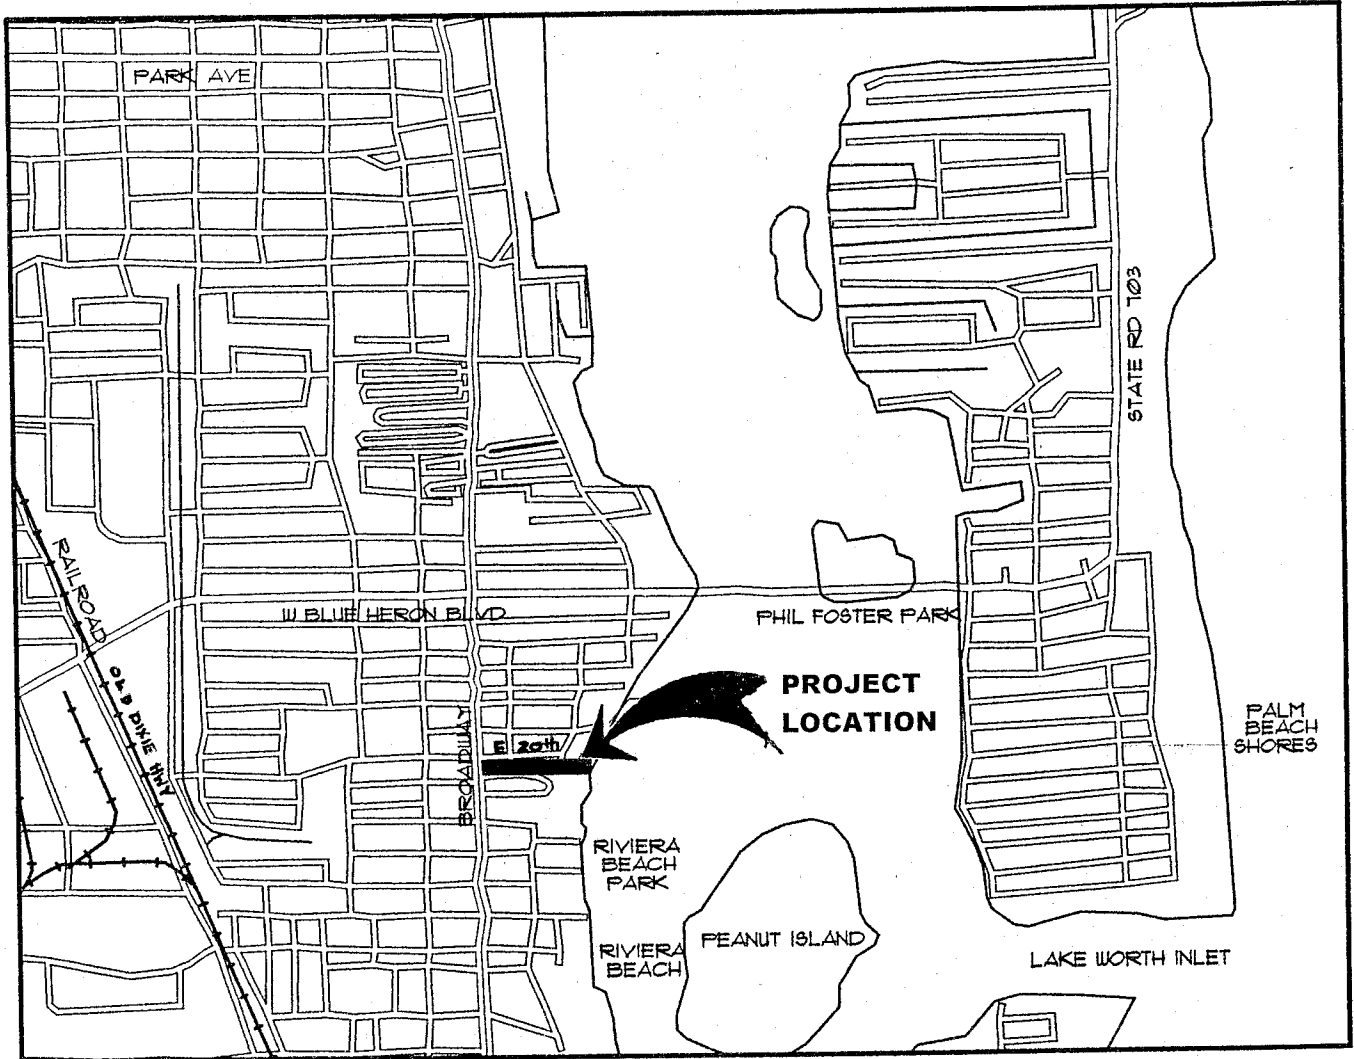 PARK AVE
STATE RD 703
RAILROAD
W BLUE HERON BLVD
PHIL FOSTER PARK
OLD DIXIE HWY
PROJECT
LOCATION
BROADWAY
E 20th
PALM
BEACH
SHORES
RIVIERA
BEACH
PARK
PEANUT ISLAND
RIVIERA
BEACH
LAKE WORTH INLET